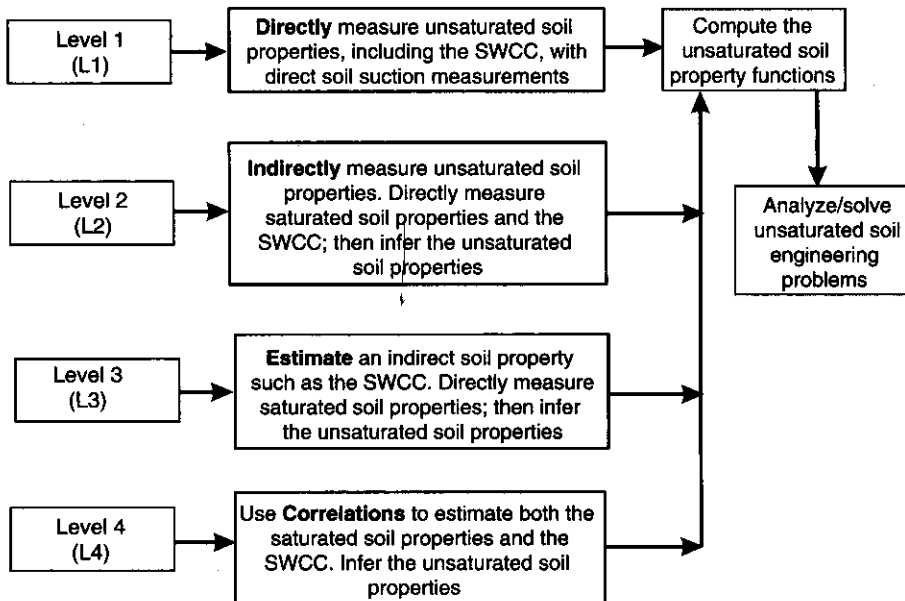 Level 1
(L1)
Directly measure unsaturated soil
properties, including the SWCC, with
direct soil suction measurements
Compute the
unsaturated soil
property functions
Level 2
(L2)
Indirectly measure unsaturated soil
properties. Directly measure
saturated soil properties and the
SWCC; then infer the unsaturated
soil properties
Analyze/solve
unsaturated soil
engineering
problems
Level 3
(L3)
Estimate an indirect soil property
such as the SWCC. Directly measure
saturated soil properties; then infer
the unsaturated soil properties
Level 4
(L4)
Use Correlations to estimate both the
saturated soil properties and the
SWCC. Infer the unsaturated soil
properties